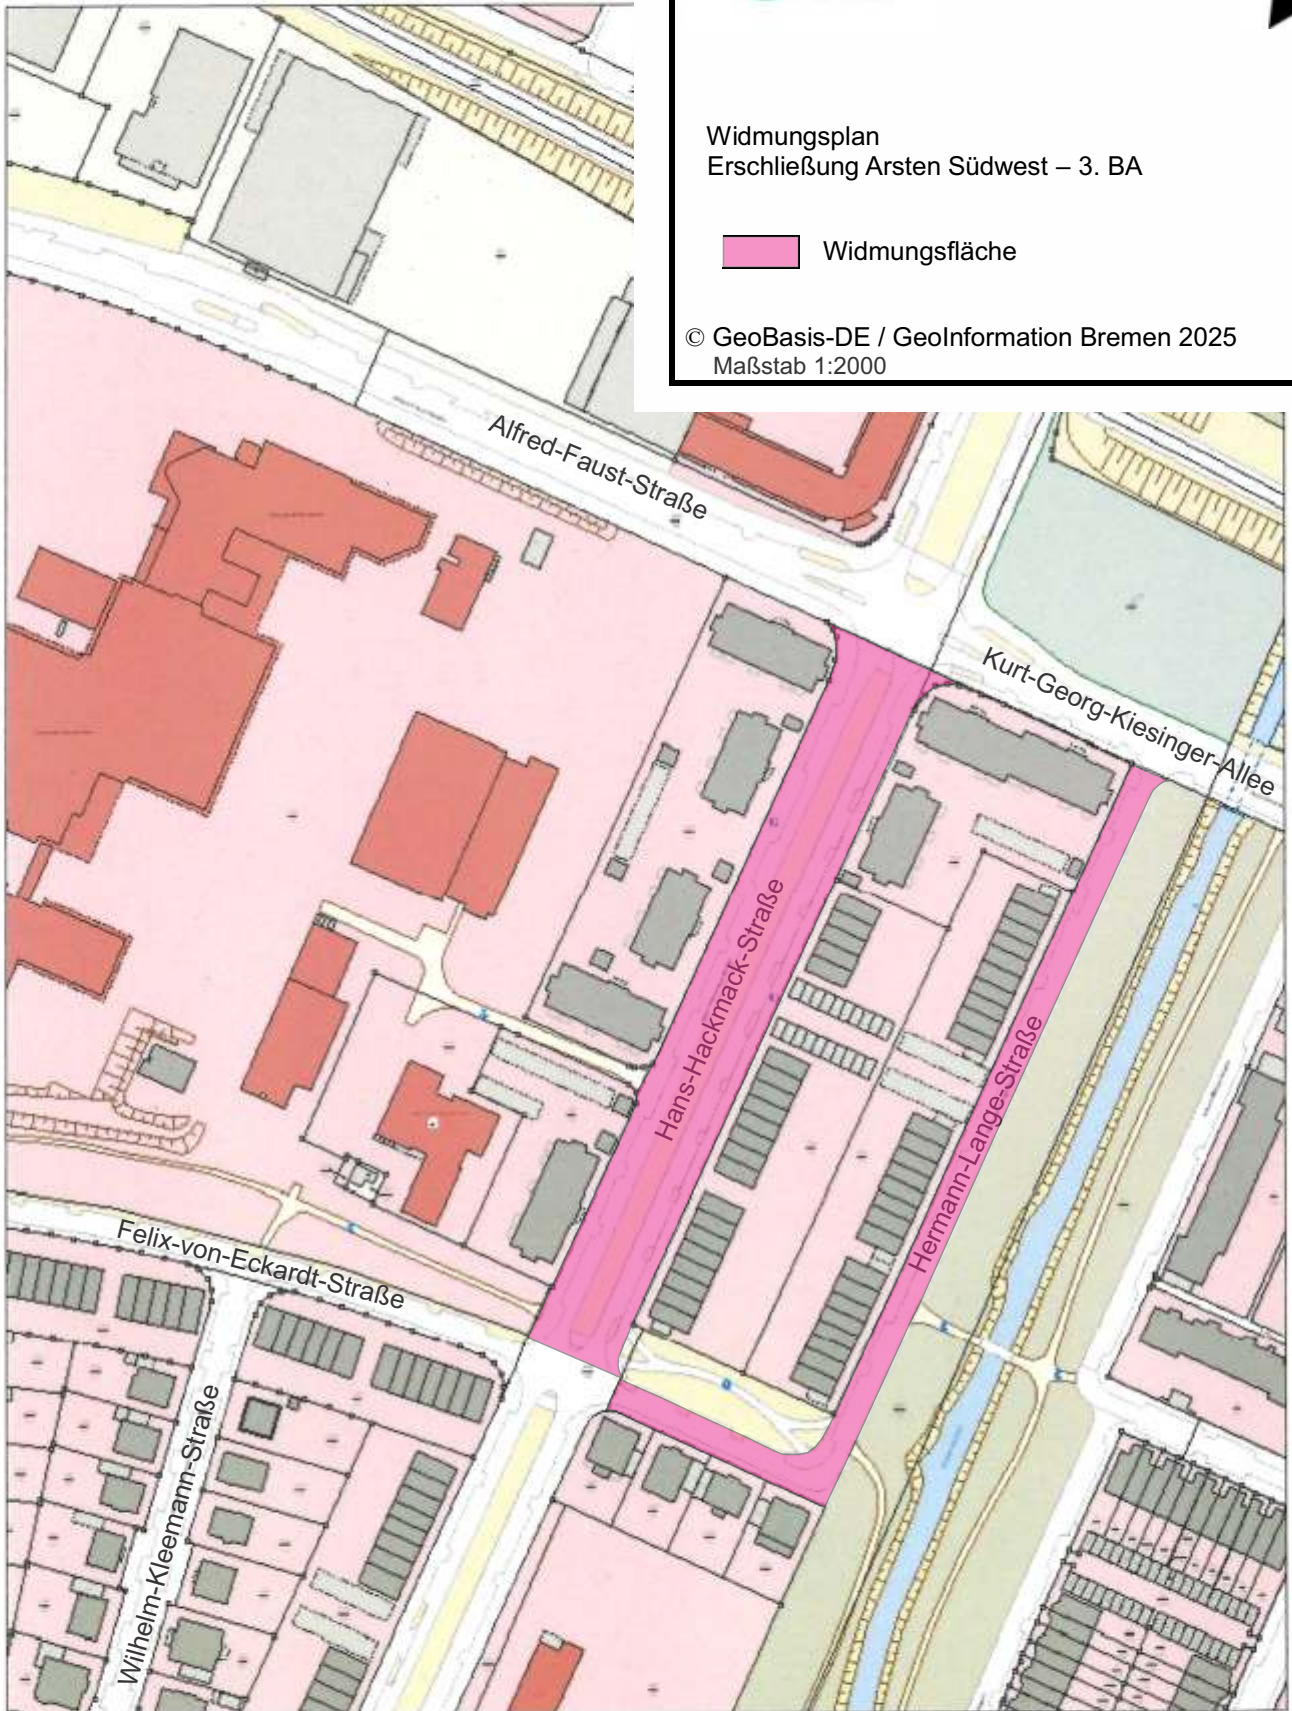 Widmungsplan
Erschließung Arsten Südwest – 3. BA
Widmungsfläche
© GeoBasis-DE / GeoInformation Bremen 2025
Maßstab 1:2000
Alfred-Faust-Straße
Kurt-Georg-Kiesinger-Allee
Hans-Hackmack-Straße
Hermann-Lange-Straße
Felix-von-Eckardt-Straße
Wilhelm-Kleemann-Straße